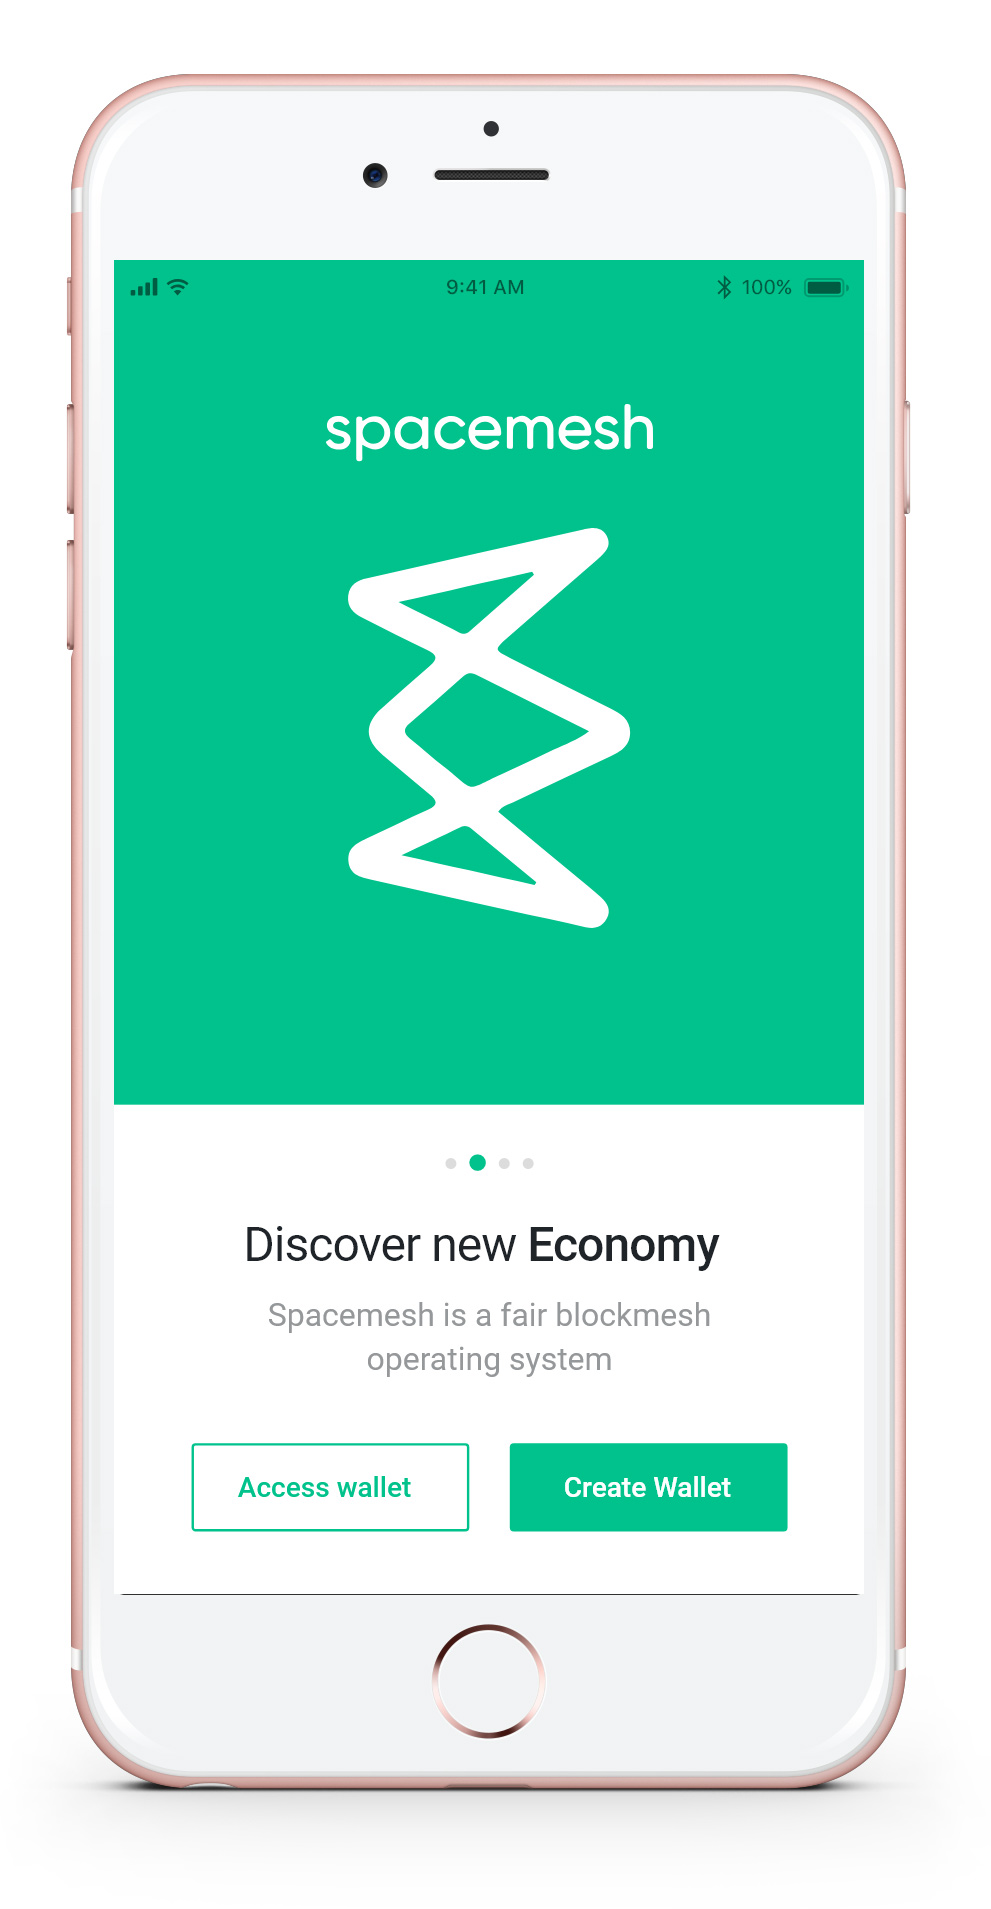 9:41 AM 100%
spacemesh
Discover new Economy
Spacemesh is a fair blockmesh
operating system
Access wallet Create Wallet